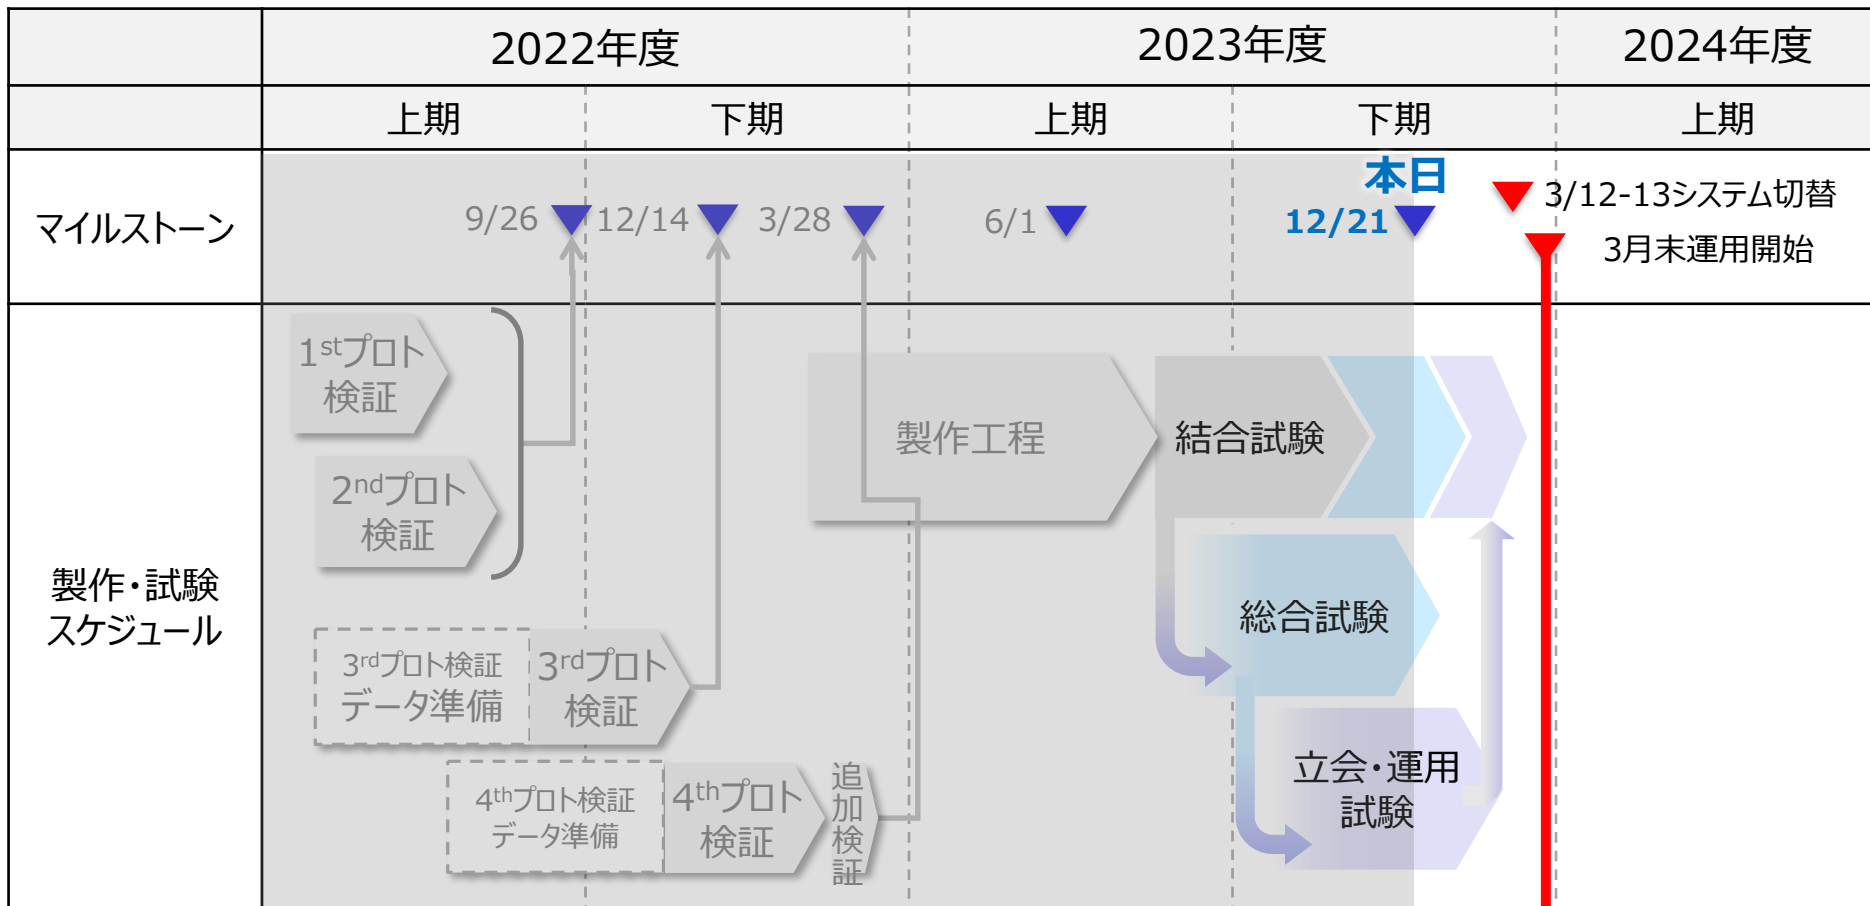 2022年度
2023年度
2024年度
上期
下期
上期
下期
上期
マイルストーン
9/26
12/14
3/28
6/1
本日
12/21
3/12-13システム切替
3月末運用開始
製作・試験
スケジュール
1stプロト
検証
2ndプロト
検証
3rdプロト検証
データ準備
3rdプロト
検証
4thプロト検証
データ準備
4thプロト
検証
追
加
検
証
製作工程
結合試験
総合試験
立会・運用
試験